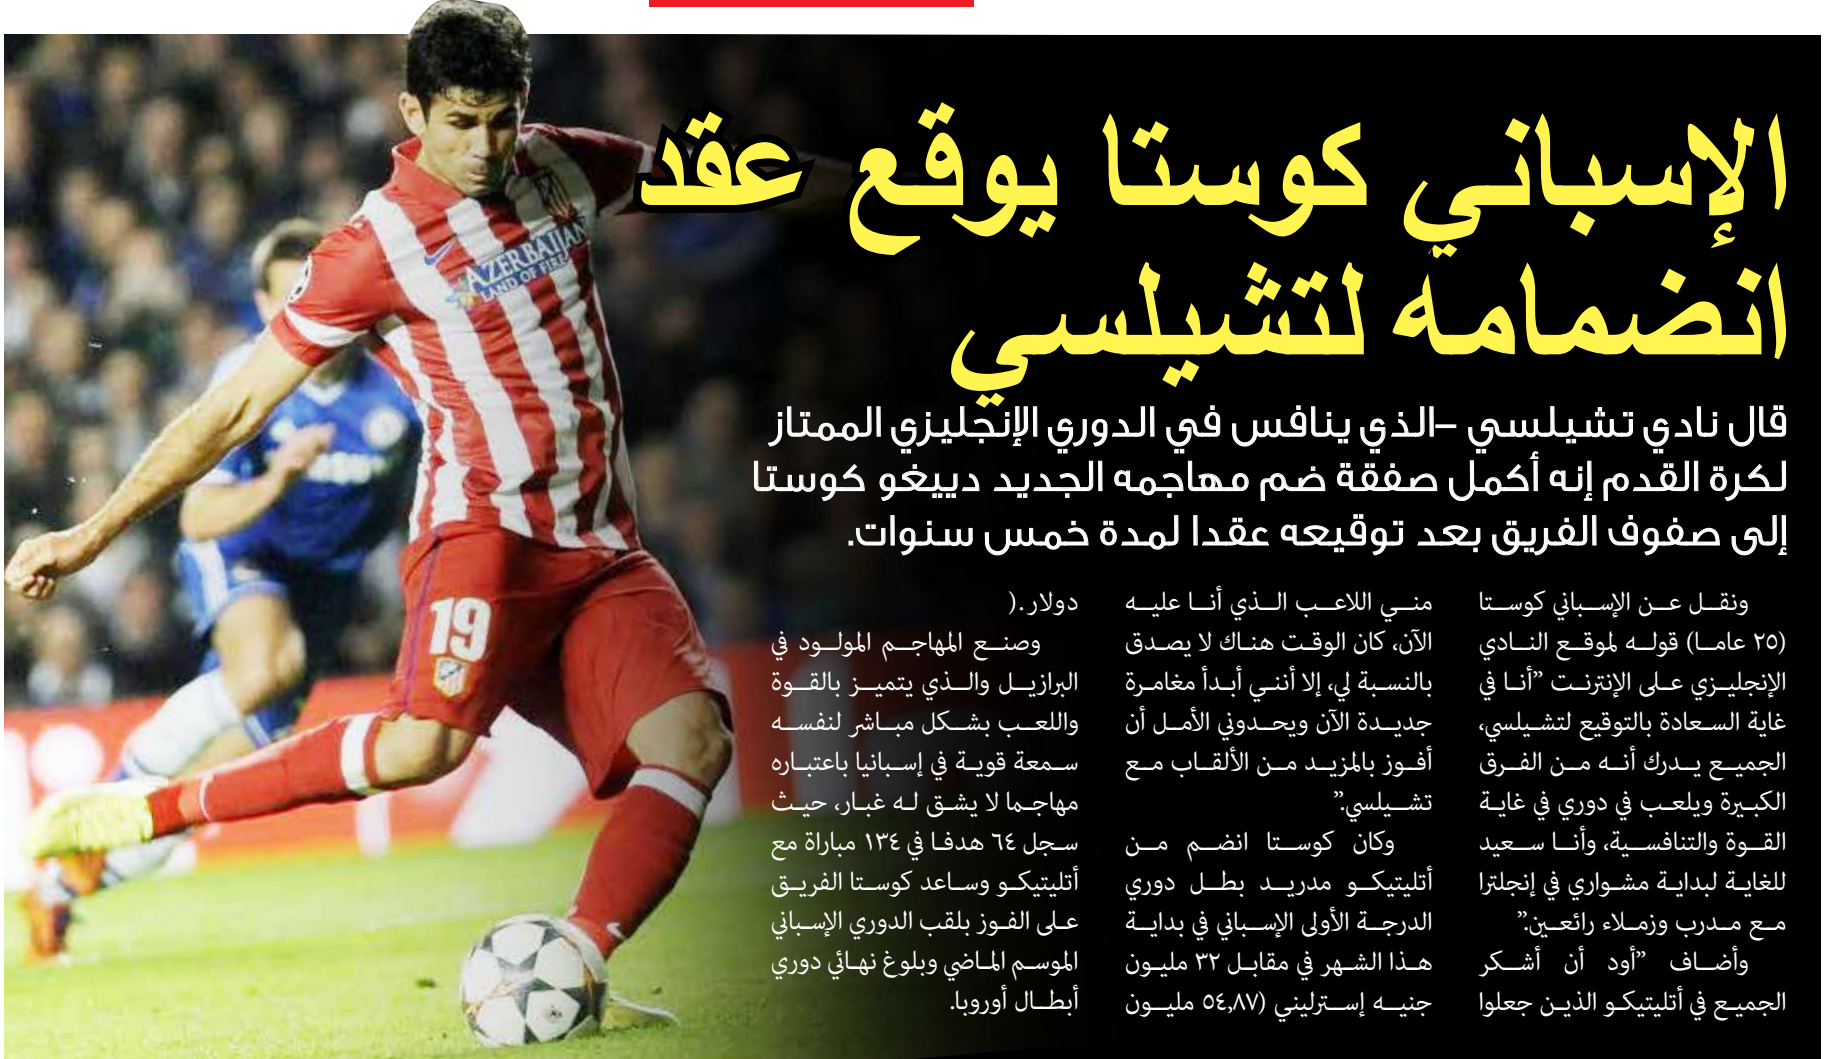 الإسباني كوستا يوقع عقد
انضمامه لتشيلسي
قال نادي تشيلسي –الذي ينافس في الدوري الإنجليزي الممتاز
لكرة القدم إنه أكمل صفقة ضم مهاجمه الجديد دييغو كوستا
إلى صفوف الفريق بعد توقيعه عقدا لمدة خمس سنوات.
ونقل عن الإسباني كوستا
(٢٥ عاما) قوله لموقع النادي
الإنجليزي على الإنترنت ”أنا في
غاية السعادة بالتوقيع لتشيلسي،
الجميع يدرك أنه من الفرق
الكبيرة ويلعب في دوري في غاية
القوة والتنافسية، وأنا سعيد
للغاية لبداية مشواري في إنجلترا
مع مدرب وزملاء رائعين.”
وأضاف ”أود أن أشكر
الجميع في أتليتيكو الذين جعلوا
مني اللاعب الذي أنا عليه
الآن، كان الوقت هناك لا يصدق
بالنسبة لي، إلا أنني أبدأ مغامرة
جديدة الآن ويحدوني الأمل أن
أفوز بالمزيد من الألقاب مع
تشيلسي.”
وكان كوستا انضم من
أتليتيكو مدريد بطل دوري
الدرجة الأولى الإسباني في بداية
هذا الشهر في مقابل ٣٢ مليون
جنيه إسترليني (٥٤,٨٧ مليون
دولار.(
وصنع المهاجم المولود في
البرازيل والذي يتميز بالقوة
واللعب بشكل مباشر لنفسه
سمعة قوية في إسبانيا باعتباره
مهاجما لا يشق له غبار، حيث
سجل ٦٤ هدفا في ١٣٤ مباراة مع
أتليتيكو وساعد كوستا الفريق
على الفوز بلقب الدوري الإسباني
الموسم الماضي وبلوغ نهائي دوري
أبطال أوروبا.
AZERBAIJAN
LAND OF FIRE
19